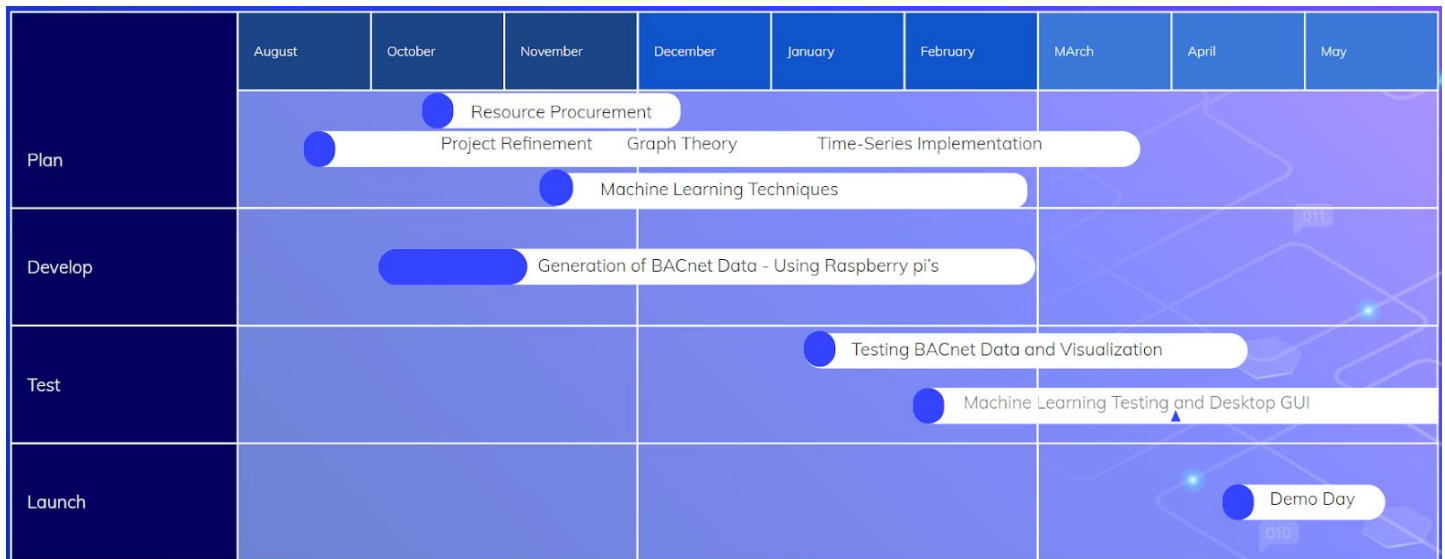 August October November December January February MArch April May
Plan
Resource Procurement
Project Refinement Graph Theory Time-Series Implementation
Machine Learning Techniques
Develop
Generation of BACnet Data - Using Raspberry pi's
Test
Testing BACnet Data and Visualization
Machine Learning Testing and Desktop GUI
Launch
Demo Day
011
010